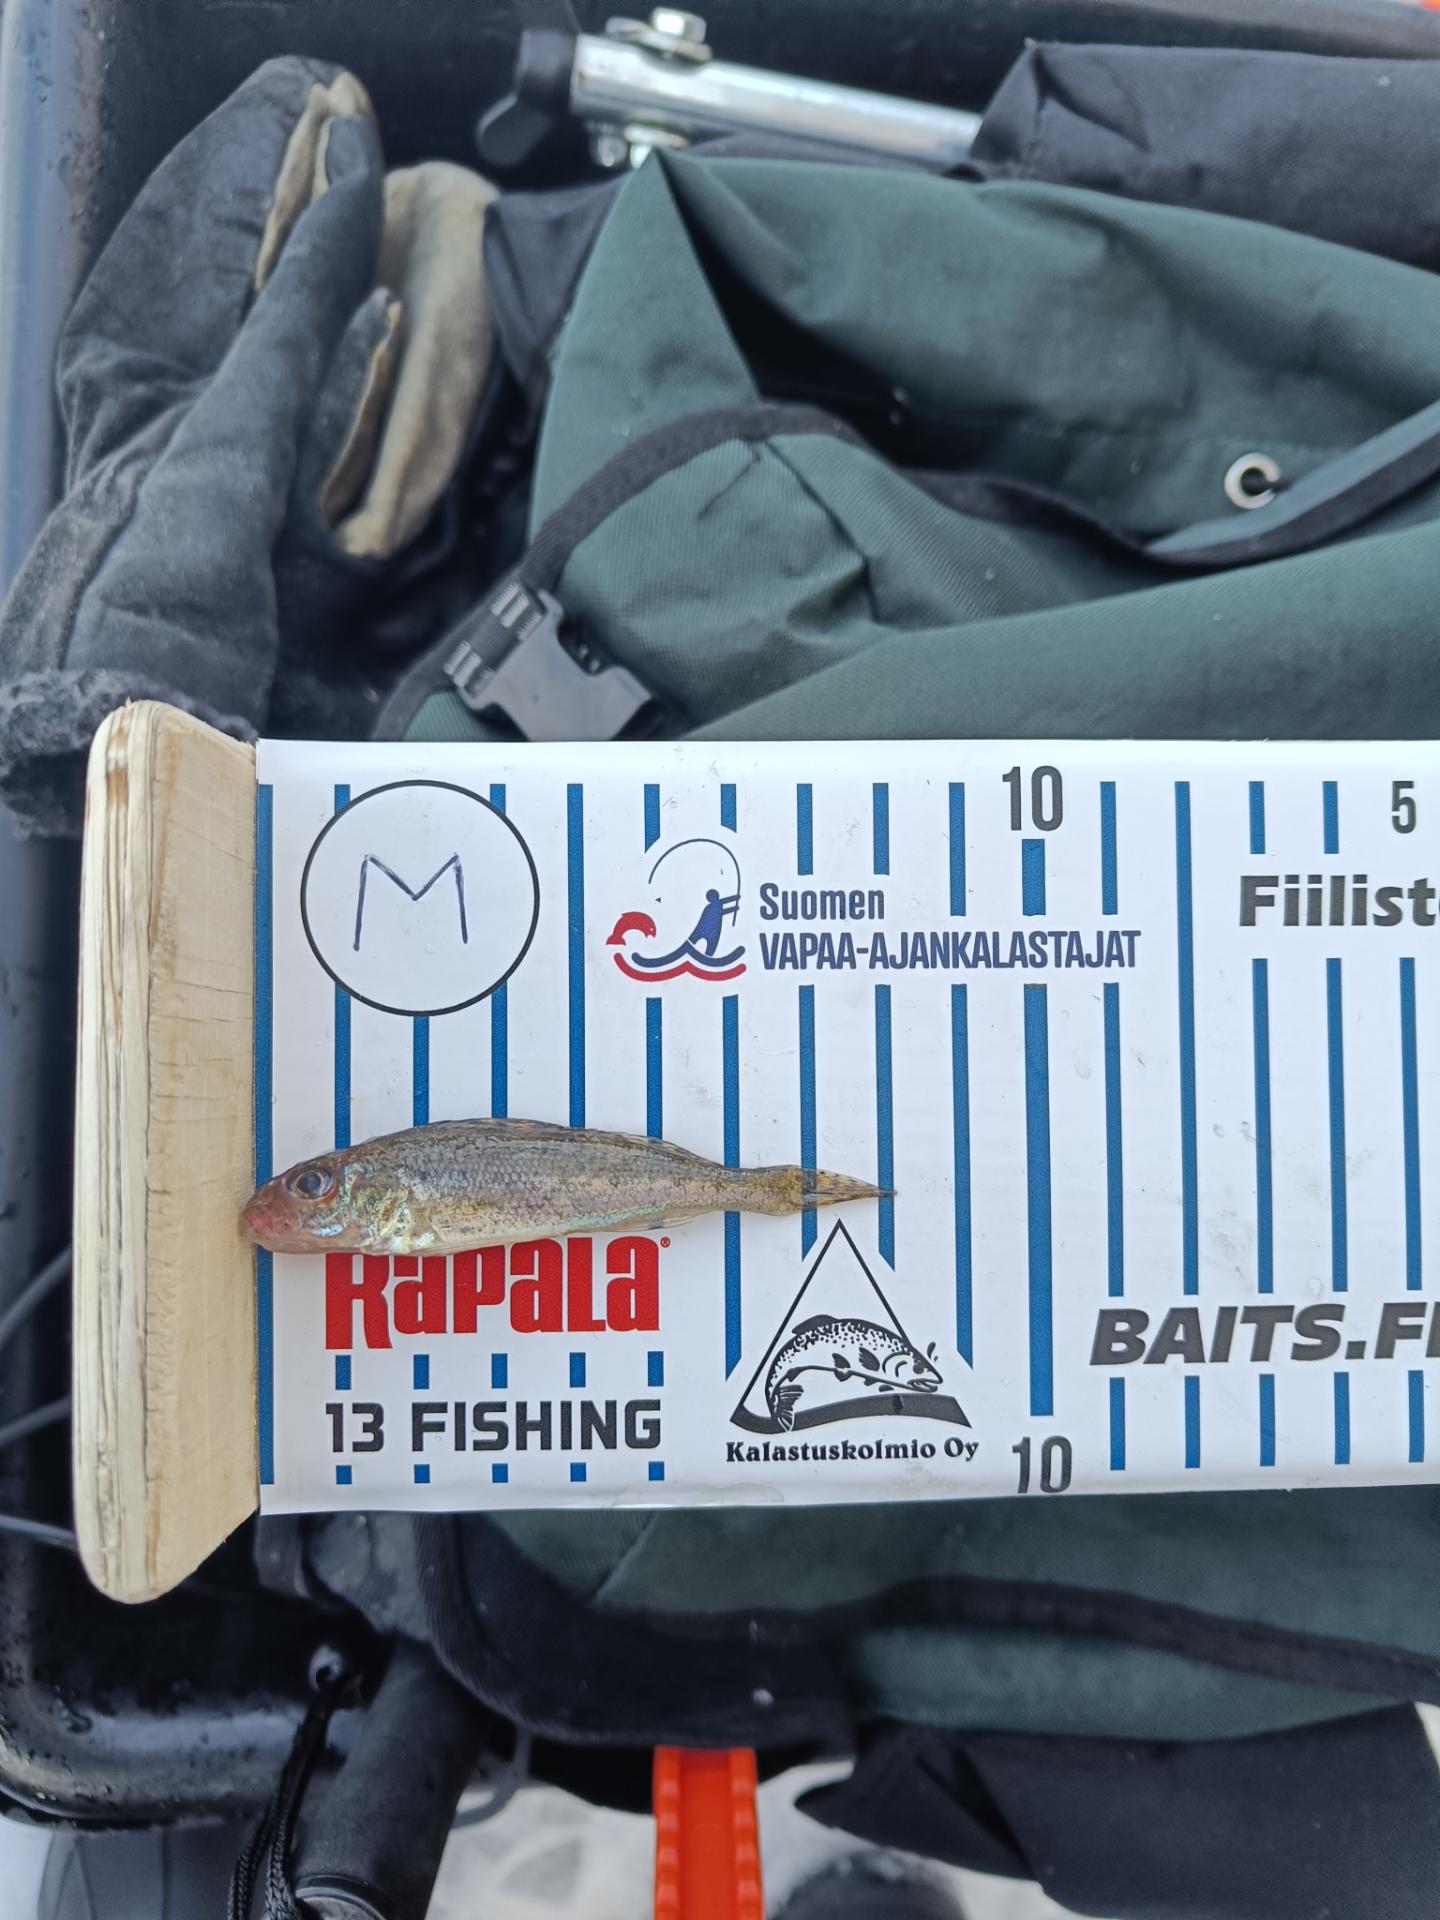 10
5
M
Suomen
VAPAA-AJANKALASTAJAT
Rapala®
13 FISHING
Kalastuskolmio Oy
10